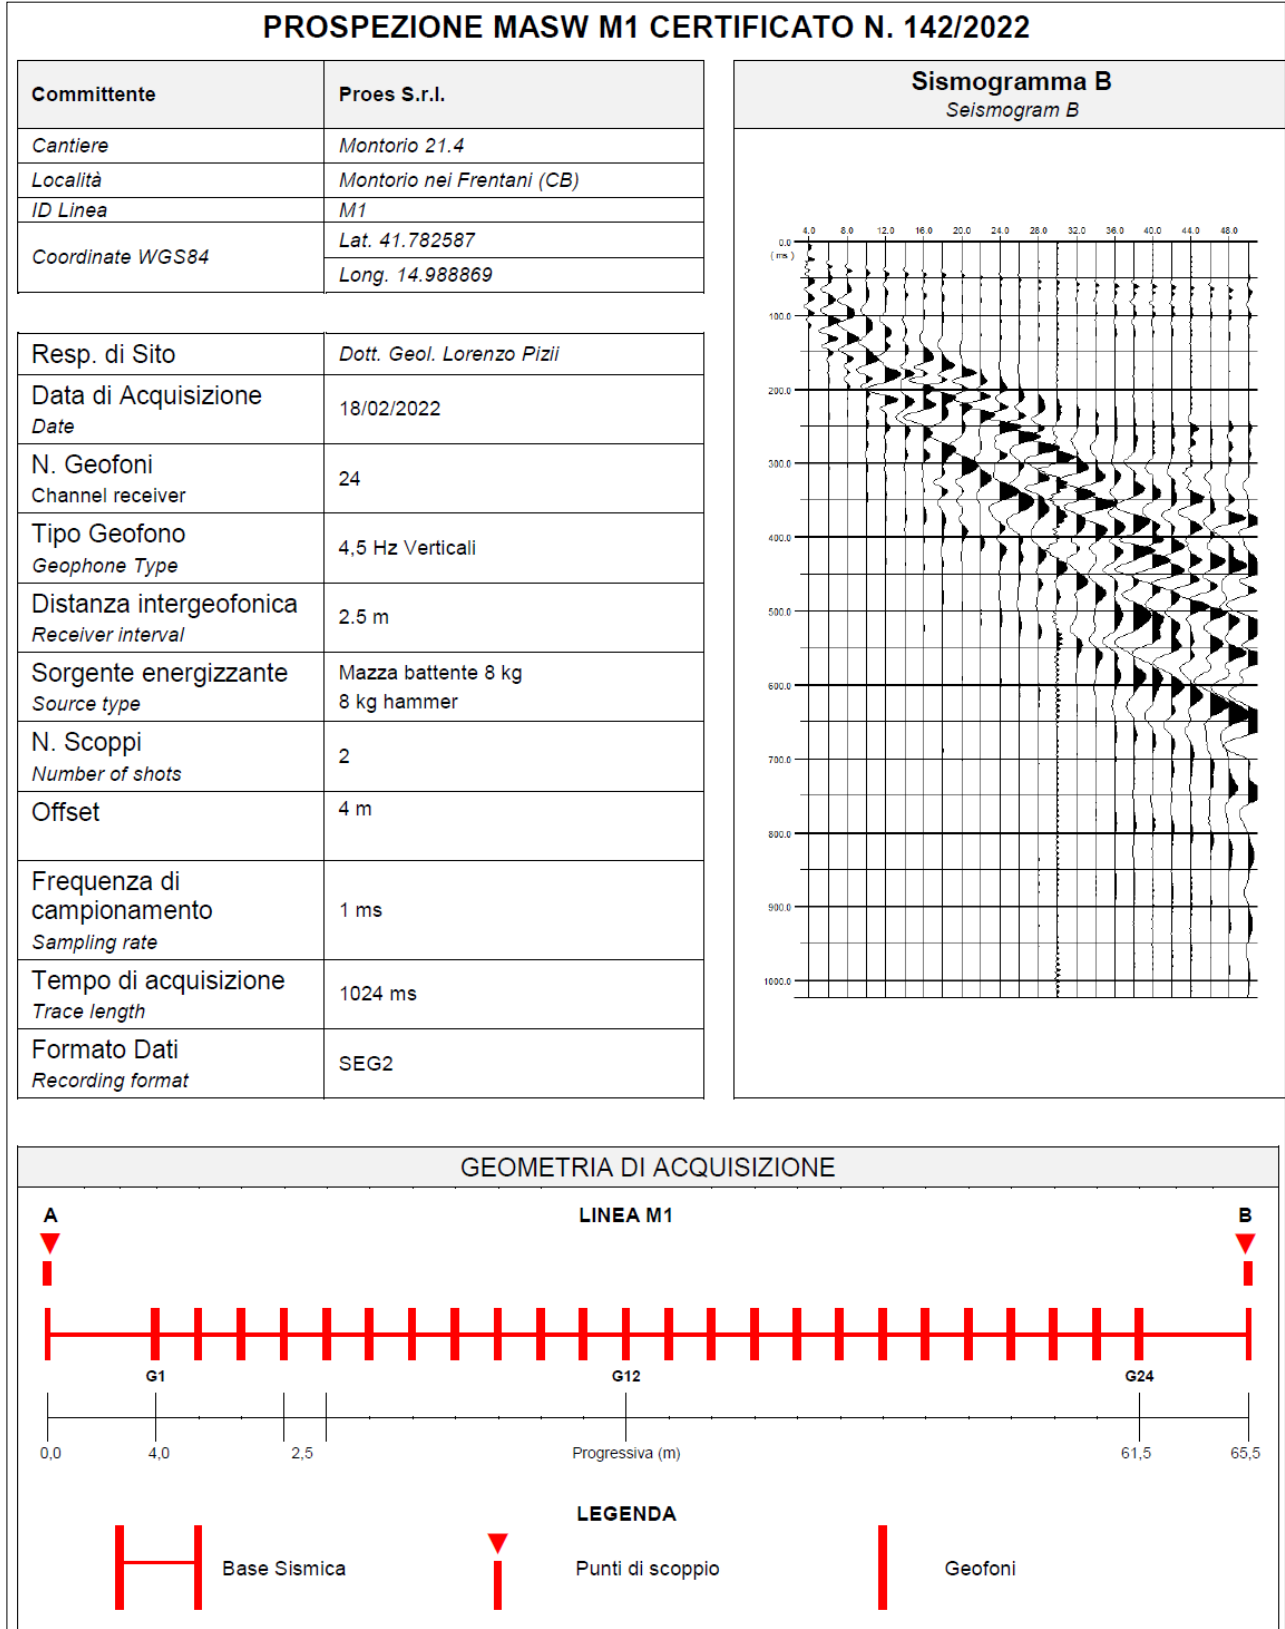 PROSPEZIONE MASW M1 CERTIFICATO N. 142/2022
Committente
Proes S.r.l.
Cantiere
Montorio 21.4
Località
Montorio nei Frentani (CB)
ID Linea
M1
Coordinate WGS84
Lat. 41.782587
Long. 14.988869
Resp. di Sito
Dott. Geol. Lorenzo Pizii
Data di Acquisizione
Date
18/02/2022
N. Geofoni
Channel receiver
24
Tipo Geofono
Geophone Type
4,5 Hz Verticali
Distanza intergeofonica
Receiver interval
2.5 m
Sorgente energizzante
Source type
Mazza battente 8 kg
8 kg hammer
N. Scoppi
Number of shots
2
Offset
4 m
Frequenza di
campionamento
Sampling rate
1 ms
Tempo di acquisizione
Trace length
1024 ms
Formato Dati
Recording format
SEG2
Sismogramma B
Seismogram B
4.0 8.0 12.0 16.0 20.0 24.0 28.0 32.0 36.0 40.0 44.0 48.0
0.0
( ms )
100.0
200.0
300.0
400.0
500.0
600.0
700.0
800.0
900.0
1000.0
GEOMETRIA DI ACQUISIZIONE
A LINEA M1 B
G1 G12 G24
0,0 4,0 2,5 Progressiva (m) 61,5 65,5
LEGENDA
Base Sismica Punti di scoppio Geofoni